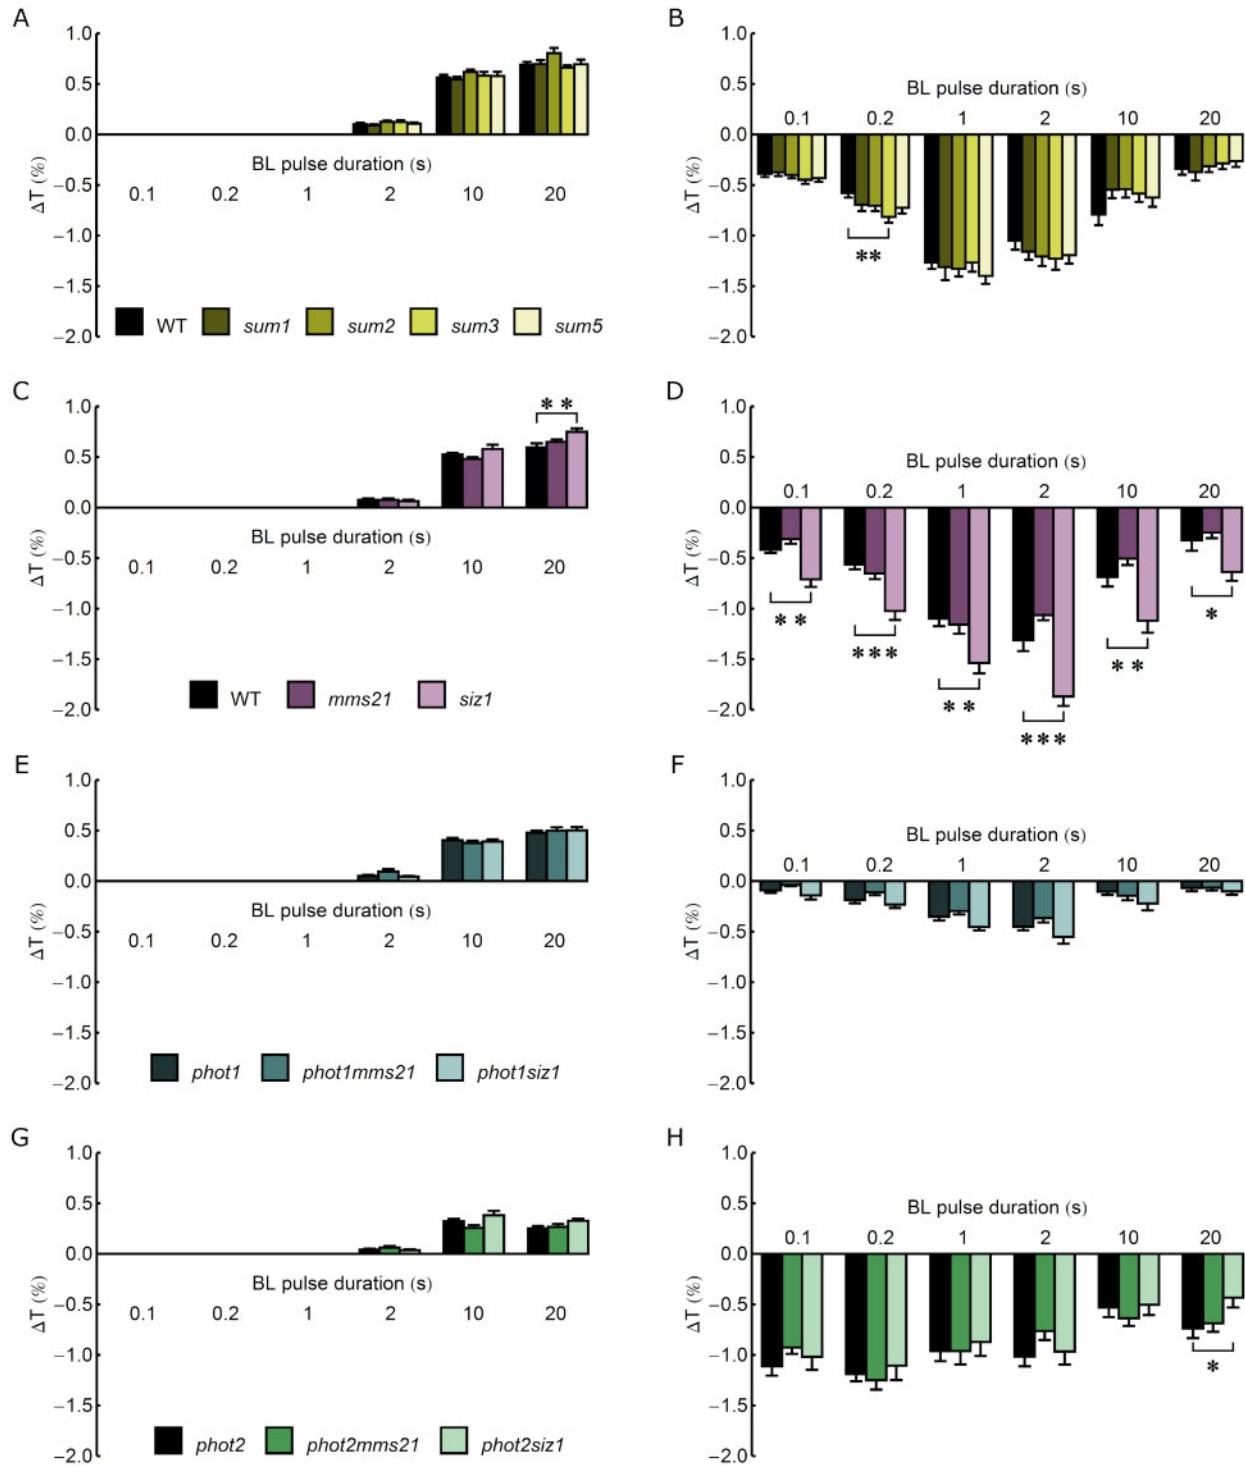 A
1.0
0.5
0.0
−0.5
−1.0
−1.5
−2.0
ΔT (%)
BL pulse duration (s)
0.1 0.2 1 2 10 20
WT sum1 sum2 sum3 sum5
B
1.0
0.5
0.0
−0.5
−1.0
−1.5
−2.0
ΔT (%)
BL pulse duration (s)
0.1 0.2 1 2 10 20
**
C
1.0
0.5
0.0
−0.5
−1.0
−1.5
−2.0
ΔT (%)
**
BL pulse duration (s)
0.1 0.2 1 2 10 20
WT mms21 siz1
D
1.0
0.5
0.0
−0.5
−1.0
−1.5
−2.0
ΔT (%)
BL pulse duration (s)
0.1 0.2 1 2 10 20
** *** ** *** ** *
E
1.0
0.5
0.0
−0.5
−1.0
−1.5
−2.0
ΔT (%)
BL pulse duration (s)
0.1 0.2 1 2 10 20
phot1 phot1mms21 phot1siz1
F
1.0
0.5
0.0
−0.5
−1.0
−1.5
−2.0
ΔT (%)
BL pulse duration (s)
0.1 0.2 1 2 10 20
G
1.0
0.5
0.0
−0.5
−1.0
−1.5
−2.0
ΔT (%)
BL pulse duration (s)
0.1 0.2 1 2 10 20
phot2 phot2mms21 phot2siz1
H
1.0
0.5
0.0
−0.5
−1.0
−1.5
−2.0
ΔT (%)
BL pulse duration (s)
0.1 0.2 1 2 10 20
*